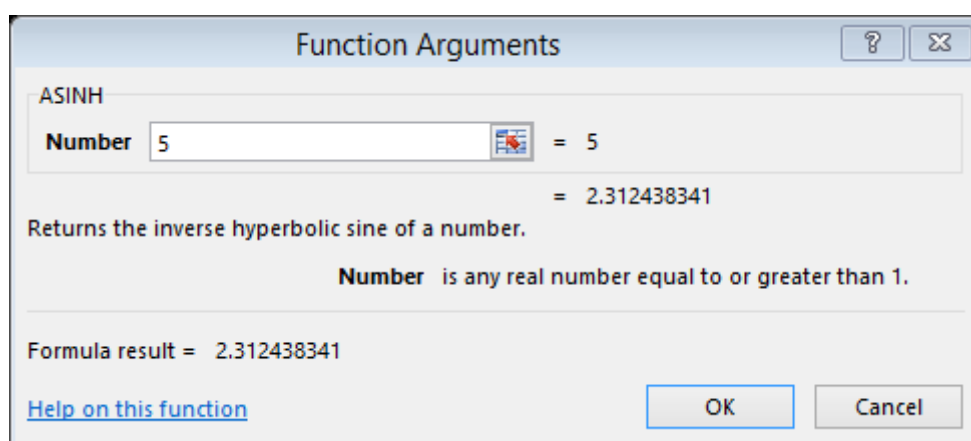 Function Arguments
ASINH
Number 5 = 5
= 2.312438341
Returns the inverse hyperbolic sine of a number.
Number is any real number equal to or greater than 1.
Formula result = 2.312438341
Help on this function OK Cancel